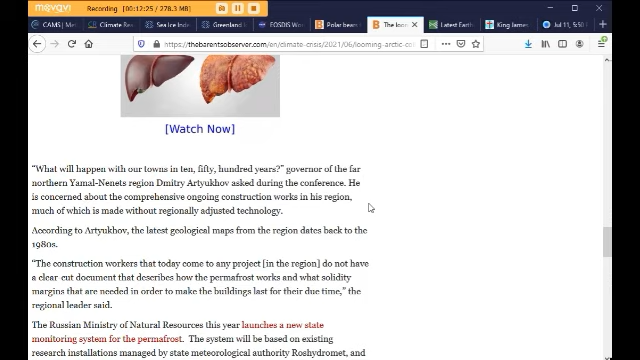 movavi
Recording 00:12:25 / 278.3 MB
CAMS | M
Climate Re
Sea Ice Ind
Greenland I
EOSDIS Wo
Polar bears
The loom
Latest Earth
King James
Jul 11, 5:50
https://thebarentsobserver.com/en/climate-crisis/2021/06/looming-arctic-co
[Watch Now]
“What will happen with our towns in ten, fifty, hundred years?” governor of the far
northern Yamal-Nenets region Dmitry Artyukhov asked during the conference. He
is concerned about the comprehensive ongoing construction works in his region,
much of which is made without regionally adjusted technology.
According to Artyukhov, the latest geological maps from the region dates back to the
1980s.
“The construction workers that today come to any project [in the region] do not have
a clear-cut document that describes how the permafrost works and what solidity
margins that are needed in order to make the buildings last for their due time,” the
regional leader said.
The Russian Ministry of Natural Resources this year launches a new state
monitoring system for the permafrost. The system will be based on existing
research installations managed by state meteorological authority Roshydromet, and